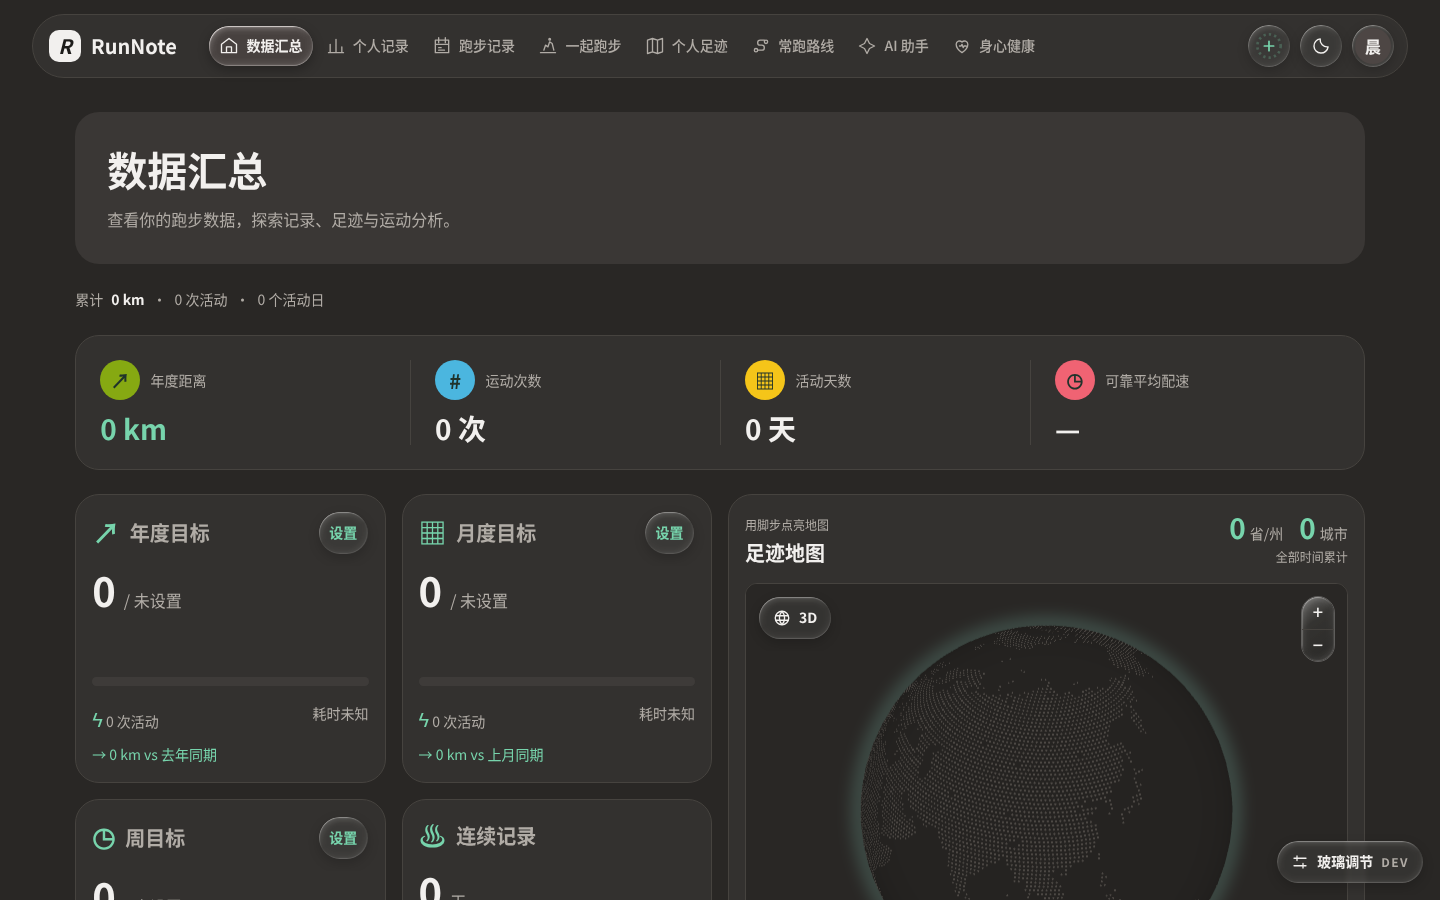 R RunNote 数据汇总 个人记录 跑步记录 一起跑步 个人足迹 常跑路线 AI 助手 身心健康 + 晨
数据汇总
查看你的跑步数据，探索记录、足迹与运动分析。
累计 0 km · 0 次活动 · 0 个活动日
年度距离
0 km
# 运动次数
0 次
活动天数
0 天
可靠平均配速
—
年度目标 设置
0 / 未设置
0 次活动 耗时未知
→ 0 km vs 去年同期
月度目标 设置
0 / 未设置
0 次活动 耗时未知
→ 0 km vs 上月同期
用脚步点亮地图
足迹地图
0 省/州 0 城市
全部时间累计
3D
+
−
周目标 设置
0
连续记录
0
玻璃调节 DEV